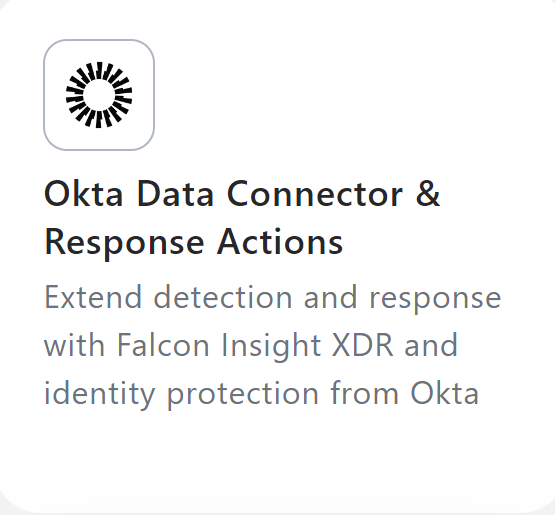 Okta Data Connector &
Response Actions
Extend detection and response
with Falcon Insight XDR and
identity protection from Okta